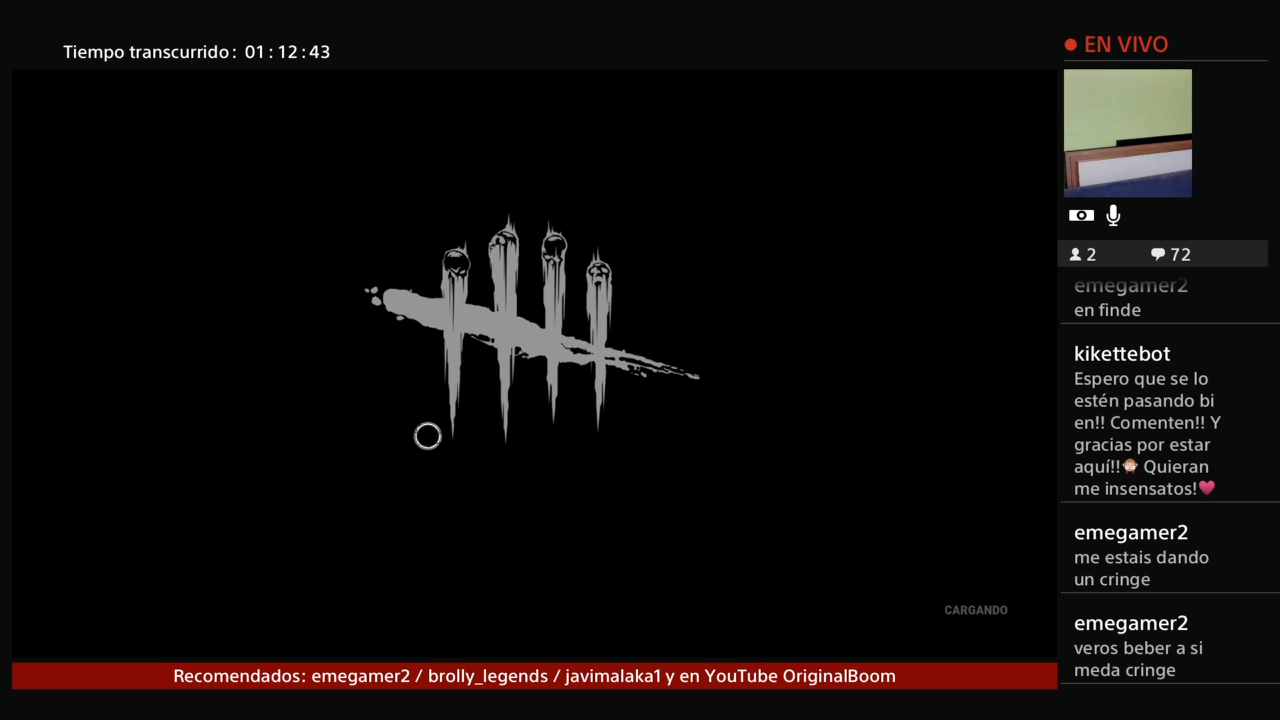 Tiempo transcurrido: 01:12:43
EN VIVO
2 72
emegamer2
en finde
kikettebot
Espero que se lo
estén pasando bi
en!! Comenten!! Y
gracias por estar
aquí!!🙈 Quieran
me insensatos!💗
emegamer2
me estais dando
un cringe
emegamer2
veros beber a si
meda cringe
CARGANDO
Recomendados: emegamer2 / brolly_legends / javimalaka1 y en YouTube OriginalBoom